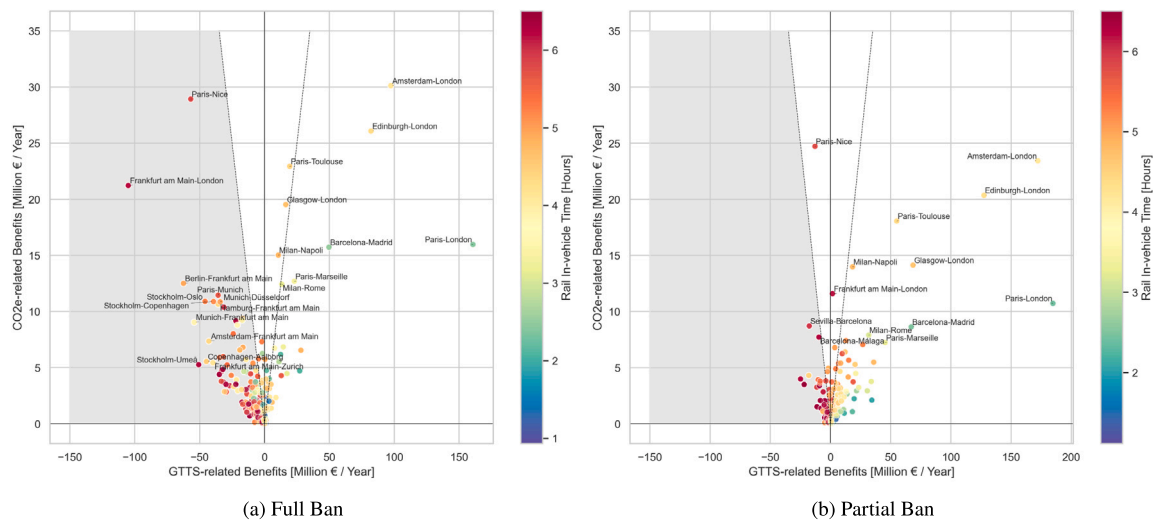 35
30
25
20
15
10
5
0
CO2e-related Benefits [Million € / Year]
−150
−100
−50
0
50
100
150
GTTS-related Benefits [Million € / Year]
Amsterdam-London
Paris-Nice
Edinburgh-London
Paris-Toulouse
Frankfurt am Main-London
Glasgow-London
Barcelona-Madrid
Paris-London
Milan-Napoli
Berlin-Frankfurt am Main
Paris-Marseille
Milan-Rome
Paris-Munich
Stockholm-Oslo
Munich-Düsseldorf
Stockholm-Copenhagen
Hamburg-Frankfurt am Main
Munich-Frankfurt am Main
Amsterdam-Frankfurt am Main
Stockholm-Umeå
Copenhagen-Aalborg
Frankfurt am Main-Zurich
6
5
4
3
2
1
Rail In-vehicle Time [Hours]
(a) Full Ban
35
30
25
20
15
10
5
0
CO2e-related Benefits [Million € / Year]
−150
−100
−50
0
50
100
150
200
GTTS-related Benefits [Million € / Year]
Paris-Nice
Amsterdam-London
Edinburgh-London
Paris-Toulouse
Milan-Napoli
Glasgow-London
Frankfurt am Main-London
Paris-London
Sevilla-Barcelona
Barcelona-Madrid
Milan-Rome
Barcelona-Málaga
Paris-Marseille
6
5
4
3
2
Rail In-vehicle Time [Hours]
(b) Partial Ban